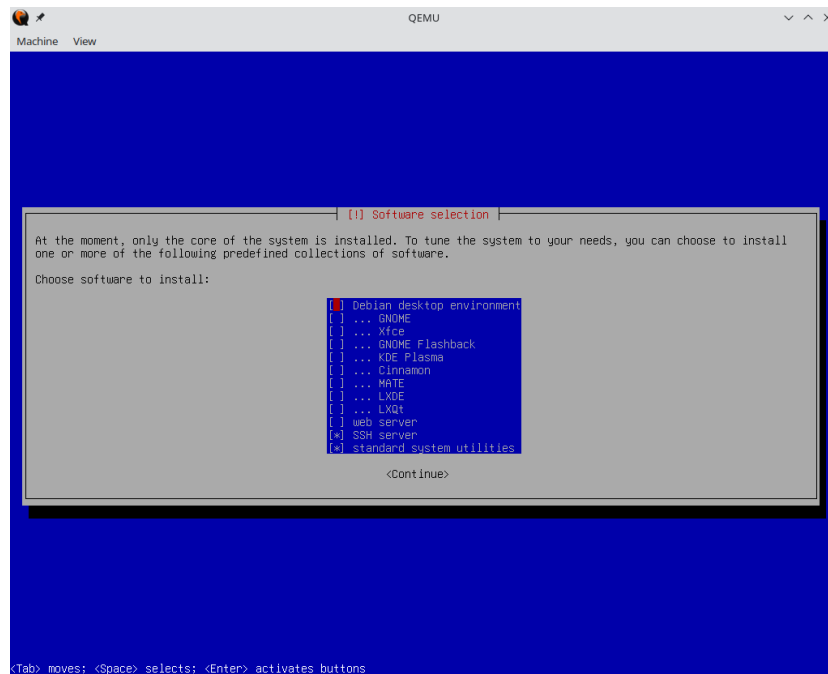 QEMU
Machine View
[!] Software selection
At the moment, only the core of the system is installed. To tune the system to your needs, you can choose to install
one or more of the following predefined collections of software.
Choose software to install:
[ ] Debian desktop environment
[ ] ... GNOME
[ ] ... Xfce
[ ] ... GNOME Flashback
[ ] ... KDE Plasma
[ ] ... Cinnamon
[ ] ... MATE
[ ] ... LXDE
[ ] ... LXQt
[ ] web server
[*] SSH server
[*] standard system utilities
<Continue>
<Tab> moves; <Space> selects; <Enter> activates buttons